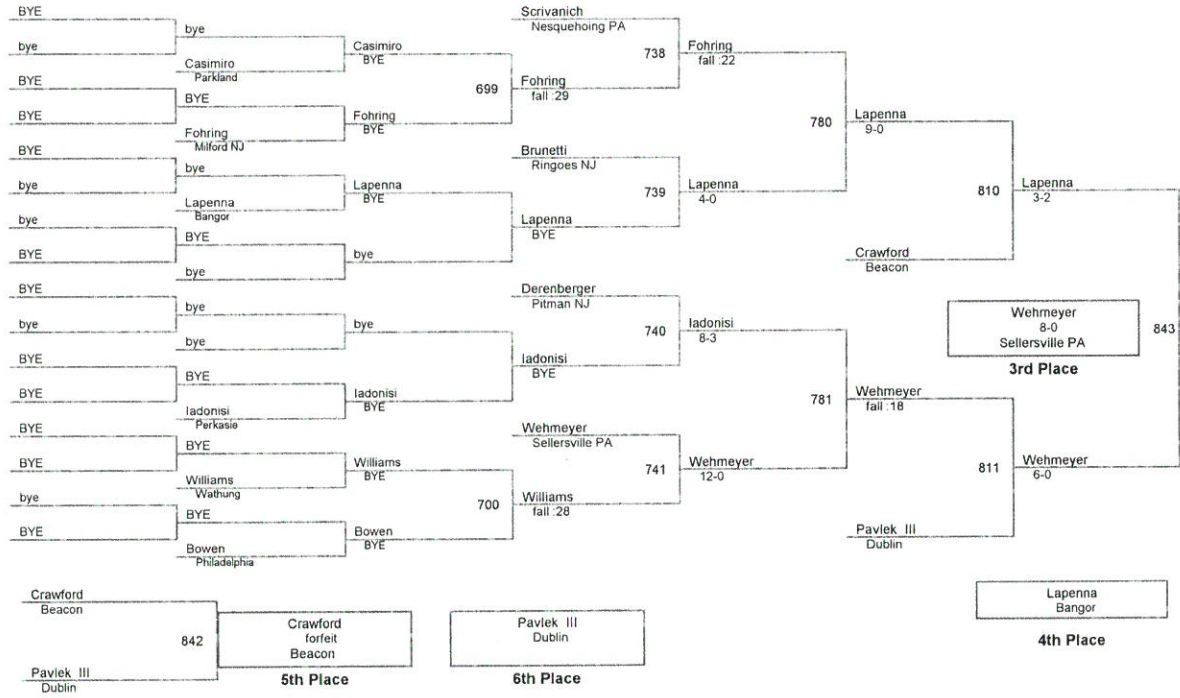 BYE
bye
BYE
BYE
BYE
bye
bye
BYE
BYE
bye
BYE
BYE
BYE
BYE
bye
BYE
bye
Casimiro
Parkland
BYE
Fohring
Milford NJ
bye
Lapenna
Bangor
BYE
bye
bye
bye
BYE
Iadonisi
Perkasie
BYE
Williams
Wathung
BYE
Bowen
Philadelphia
Casimiro
BYE
699
Fohring
BYE
Lapenna
BYE
bye
bye
Iadonisi
BYE
Williams
BYE
700
Bowen
BYE
Scrivanich
Nesquehoing PA
738
Fohring
fall :29
Brunetti
Ringoes NJ
739
Lapenna
BYE
Derenberger
Pitman NJ
740
Iadonisi
BYE
Wehmeyer
Sellersville PA
741
Williams
fall :28
Fohring
fall :22
780
Lapenna
4-0
Iadonisi
8-3
781
Wehmeyer
12-0
Lapenna
9-0
810
Crawford
Beacon
Wehmeyer
fall :18
811
Pavlek III
Dublin
Lapenna
3-2
843
Wehmeyer
6-0
Wehmeyer
8-0
Sellersville PA
3rd Place
Lapenna
Bangor
4th Place
Crawford
Beacon
842
Pavlek III
Dublin
Crawford
forfeit
Beacon
5th Place
Pavlek III
Dublin
6th Place